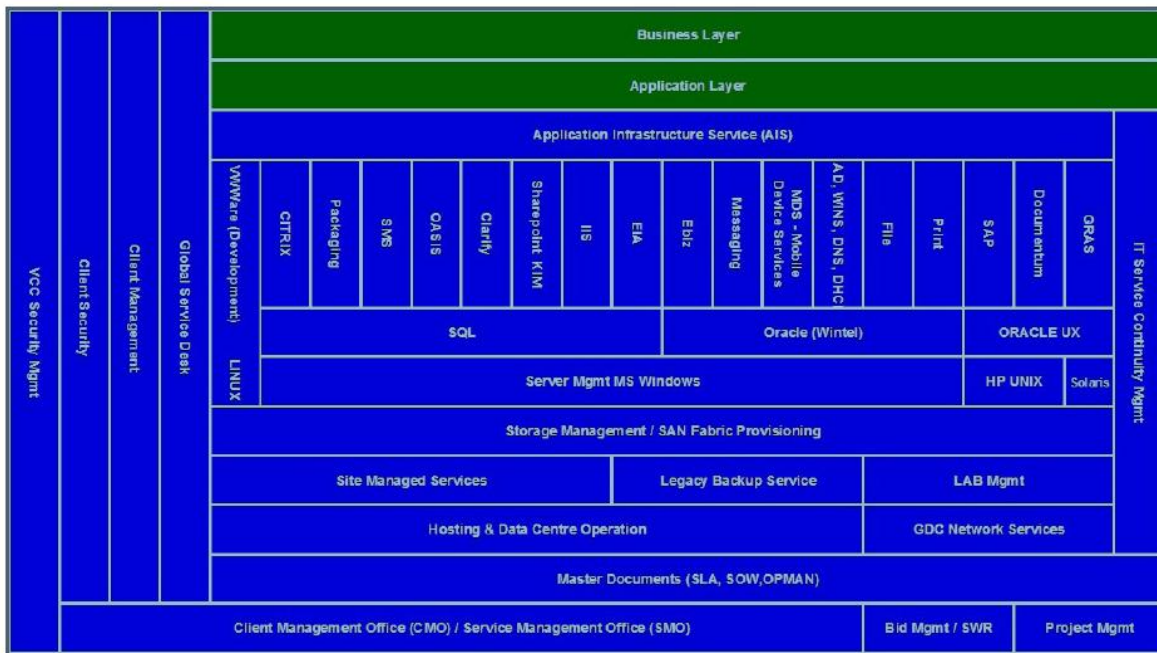 Business Layer
Application Layer
Application Infrastructure Service (AIS)
VCC Security Mgmt
Client Security
Client Management
Global Service Desk
VWWare (Development)
LINUX
CITRIX
Packaging
SMS
OASIS
Clarify
Sharepoint KIM
IIS
EIA
Ebiz
Messaging
MDS - Mobile
Device Services
AD, WINS, DNS, DHC
File
Print
SAP
Documentum
QRAS
IT Service Continuity Mgmt
SQL
Oracle (Wintel)
ORACLE UX
Server Mgmt MS Windows
HP UNIX
Solaris
Storage Management / SAN Fabric Provisioning
Site Managed Services
Legacy Backup Service
LAB Mgmt
Hosting & Data Centre Operation
GDC Network Services
Master Documents (SLA, SOW,OPMAN)
Client Management Office (CMO) / Service Management Office (SMO)
Bid Mgmt / SWR
Project Mgmt